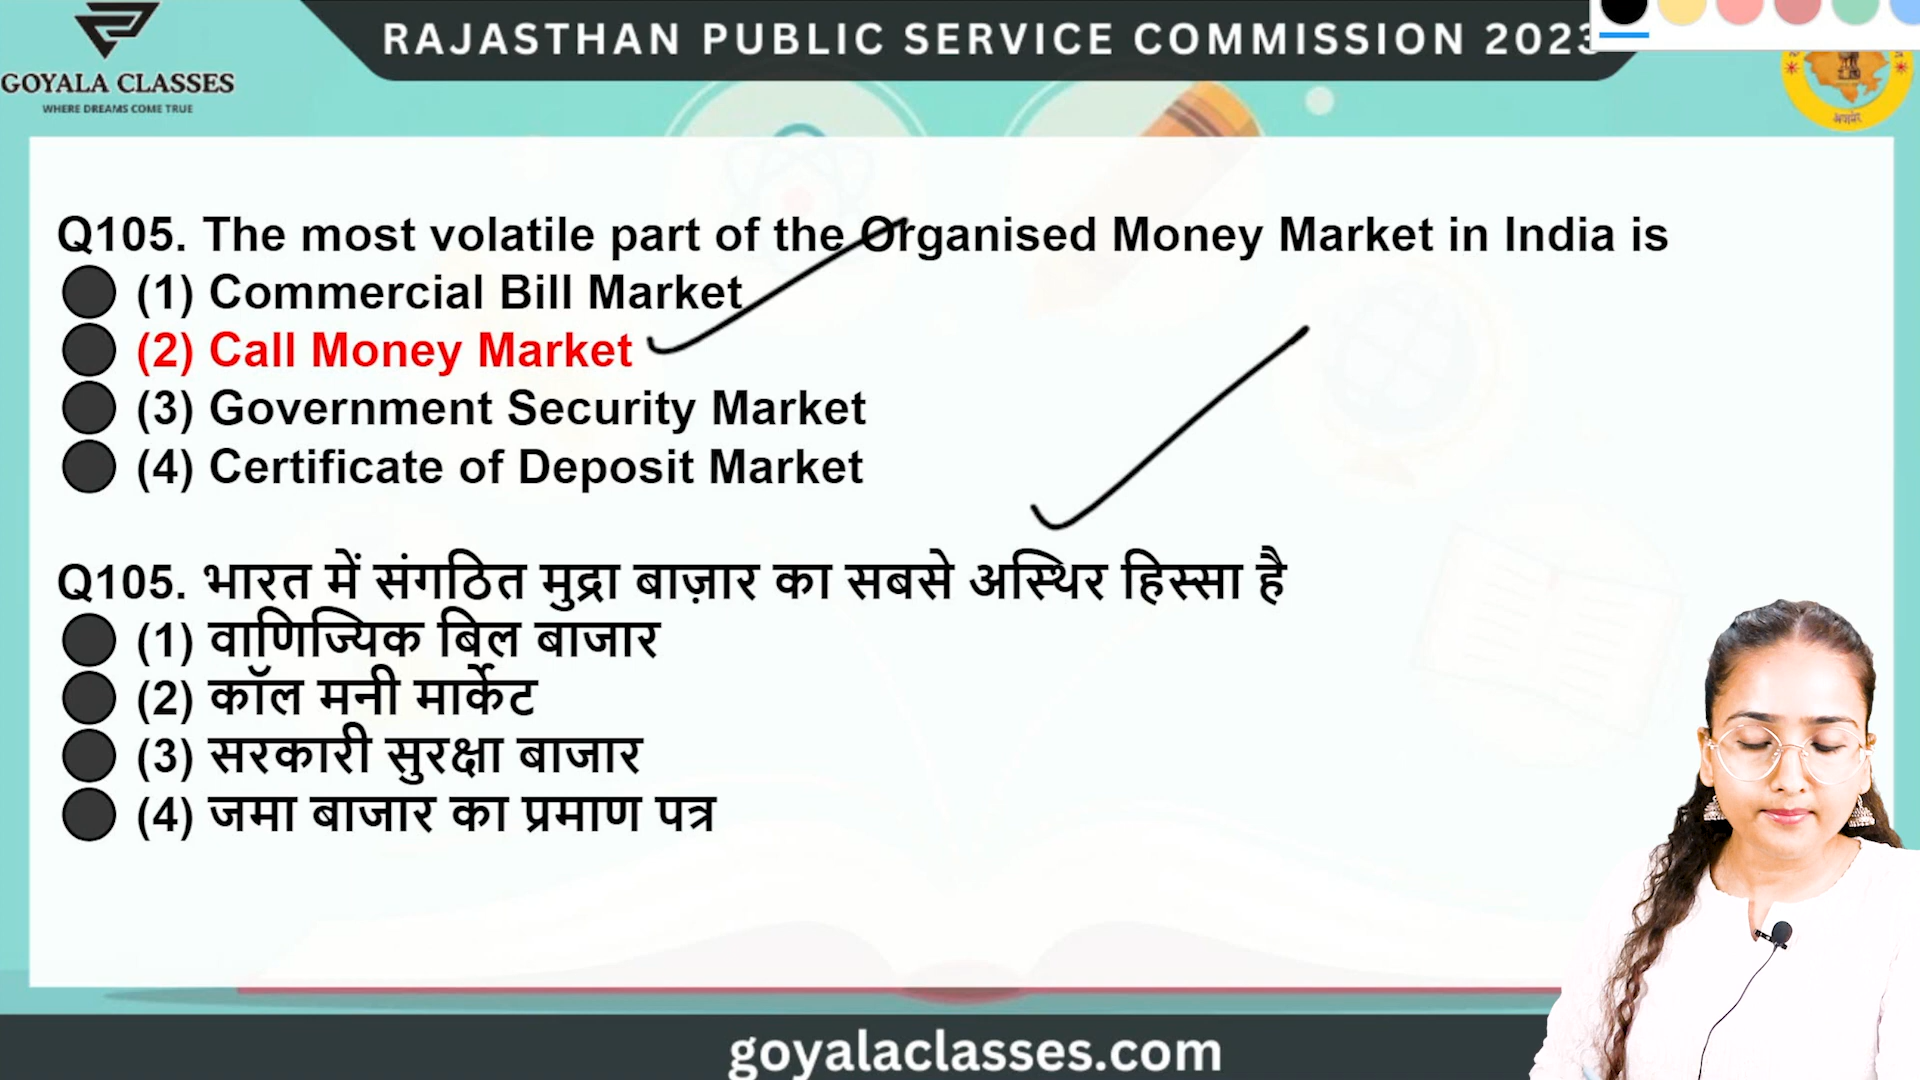 RAJASTHAN PUBLIC SERVICE COMMISSION 2023
GOYALA CLASSES
WHERE DREAMS COME TRUE
अजमेर
Q105. The most volatile part of the Organised Money Market in India is
(1) Commercial Bill Market
(2) Call Money Market
(3) Government Security Market
(4) Certificate of Deposit Market
Q105. भारत में संगठित मुद्रा बाज़ार का सबसे अस्थिर हिस्सा है
(1) वाणिज्यिक बिल बाजार
(2) कॉल मनी मार्केट
(3) सरकारी सुरक्षा बाजार
(4) जमा बाजार का प्रमाण पत्र
goyalaclasses.com